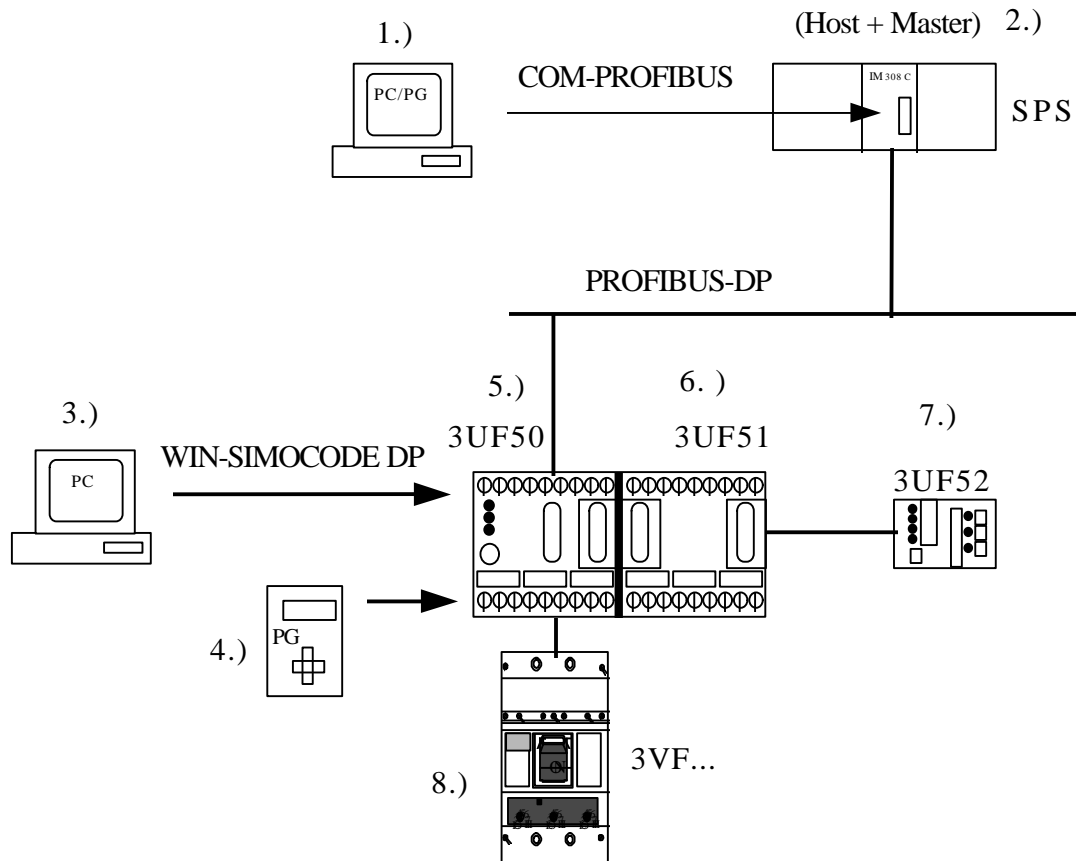 (Host + Master) 2.)
1.)
PC/PG
COM-PROFIBUS
IM 308 C
SPS
PROFIBUS-DP
5.)
6. )
7.)
3.)
3UF50
3UF51
WIN-SIMOCODE DP
3UF52
PC
PG
4.)
3VF...
8.)